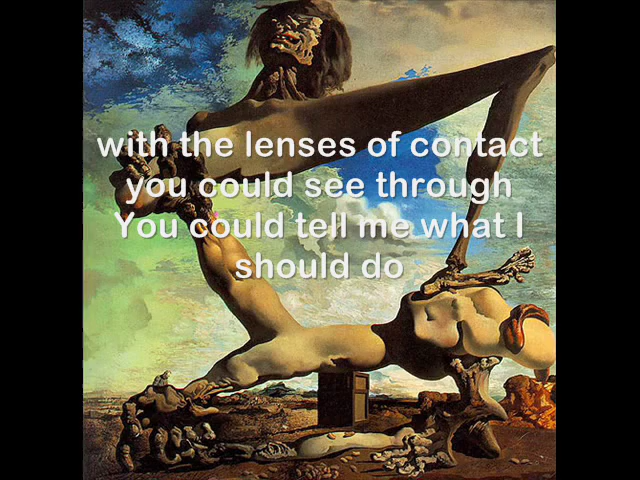 with the lenses of contact
you could see through
You could tell me what I
should do